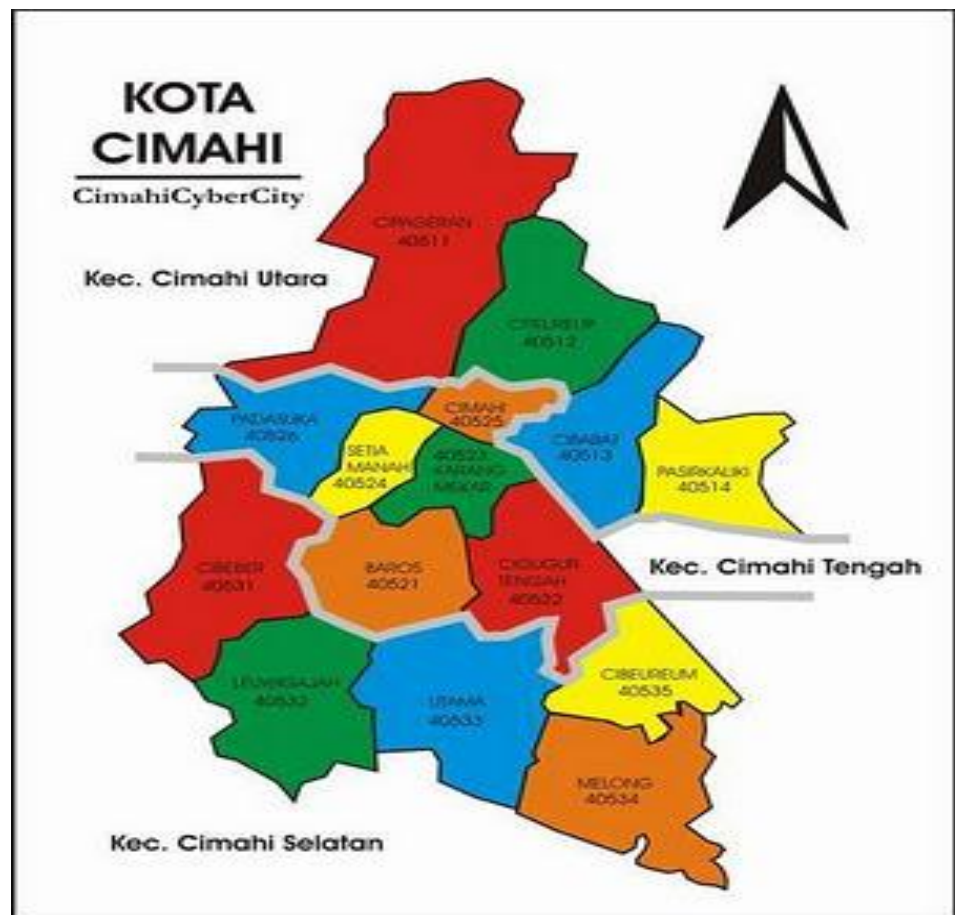 KOTA
CIMAHI
CimahiCyberCity
CIPAGERAN
40511
Kec. Cimahi Utara
CITEUREUP
40512
CIMAHI
40525
PADASUKA
40526
SETIA
MANAH
40524
40523
KARANG
MEKAR
CIBABAT
40513
PASIRKALIKI
40514
CIBEBER
40531
BAROS
40521
CIGUGUR
TENGAH
40522
Kec. Cimahi Tengah
LEUWIGAJAH
40532
UTAMA
40533
CIBEUREUM
40535
MELONG
40534
Kec. Cimahi Selatan